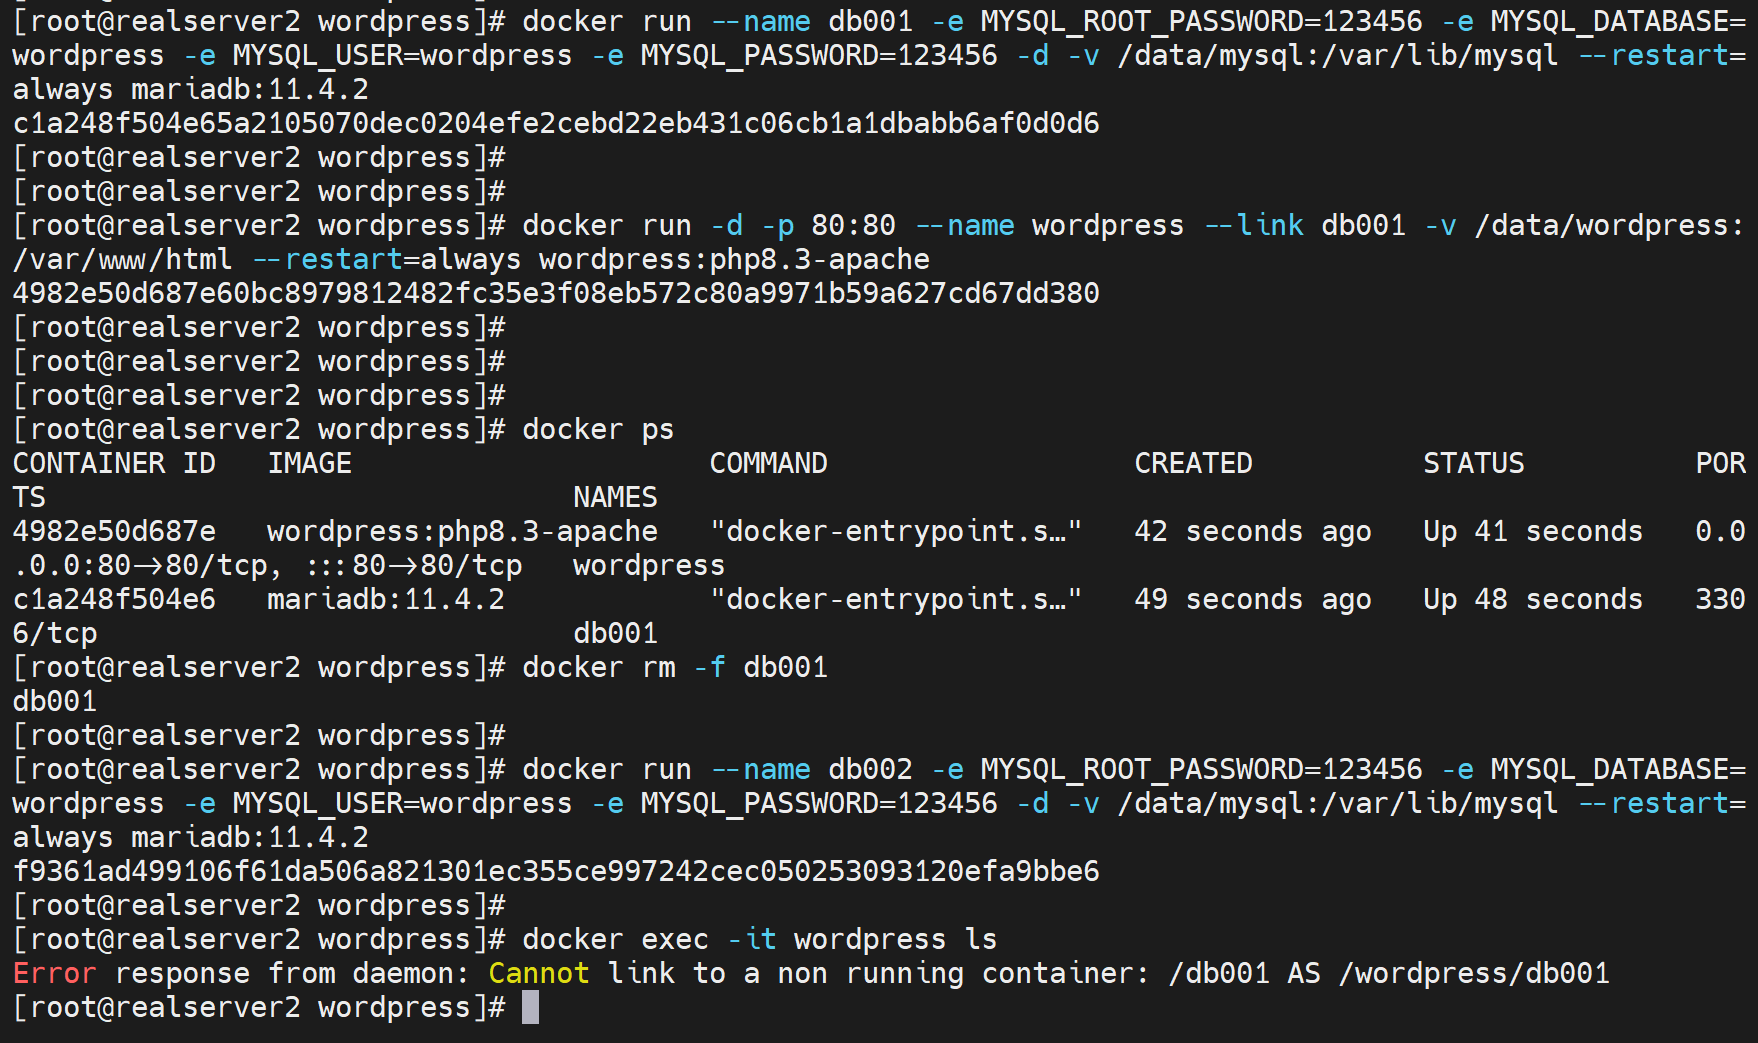 [root@realserver2 wordpress]# docker run --name db001 -e MYSQL_ROOT_PASSWORD=123456 -e MYSQL_DATABASE=
wordpress -e MYSQL_USER=wordpress -e MYSQL_PASSWORD=123456 -d -v /data/mysql:/var/lib/mysql --restart=
always mariadb:11.4.2
c1a248f504e65a2105070dec0204efe2cebd22eb431c06cb1a1dbabb6af0d0d6
[root@realserver2 wordpress]#
[root@realserver2 wordpress]#
[root@realserver2 wordpress]# docker run -d -p 80:80 --name wordpress --link db001 -v /data/wordpress:
/var/www/html --restart=always wordpress:php8.3-apache
4982e50d687e60bc8979812482fc35e3f08eb572c80a9971b59a627cd67dd380
[root@realserver2 wordpress]#
[root@realserver2 wordpress]#
[root@realserver2 wordpress]#
[root@realserver2 wordpress]# docker ps
CONTAINER ID   IMAGE                     COMMAND                  CREATED          STATUS          POR
TS                               NAMES
4982e50d687e   wordpress:php8.3-apache   "docker-entrypoint.s…"   42 seconds ago   Up 41 seconds   0.0
.0.0:80->80/tcp, :::80->80/tcp   wordpress
c1a248f504e6   mariadb:11.4.2            "docker-entrypoint.s…"   49 seconds ago   Up 48 seconds   330
6/tcp                            db001
[root@realserver2 wordpress]# docker rm -f db001
db001
[root@realserver2 wordpress]#
[root@realserver2 wordpress]# docker run --name db002 -e MYSQL_ROOT_PASSWORD=123456 -e MYSQL_DATABASE=
wordpress -e MYSQL_USER=wordpress -e MYSQL_PASSWORD=123456 -d -v /data/mysql:/var/lib/mysql --restart=
always mariadb:11.4.2
f9361ad499106f61da506a821301ec355ce997242cec050253093120efa9bbe6
[root@realserver2 wordpress]#
[root@realserver2 wordpress]# docker exec -it wordpress ls
Error response from daemon: Cannot link to a non running container: /db001 AS /wordpress/db001
[root@realserver2 wordpress]#